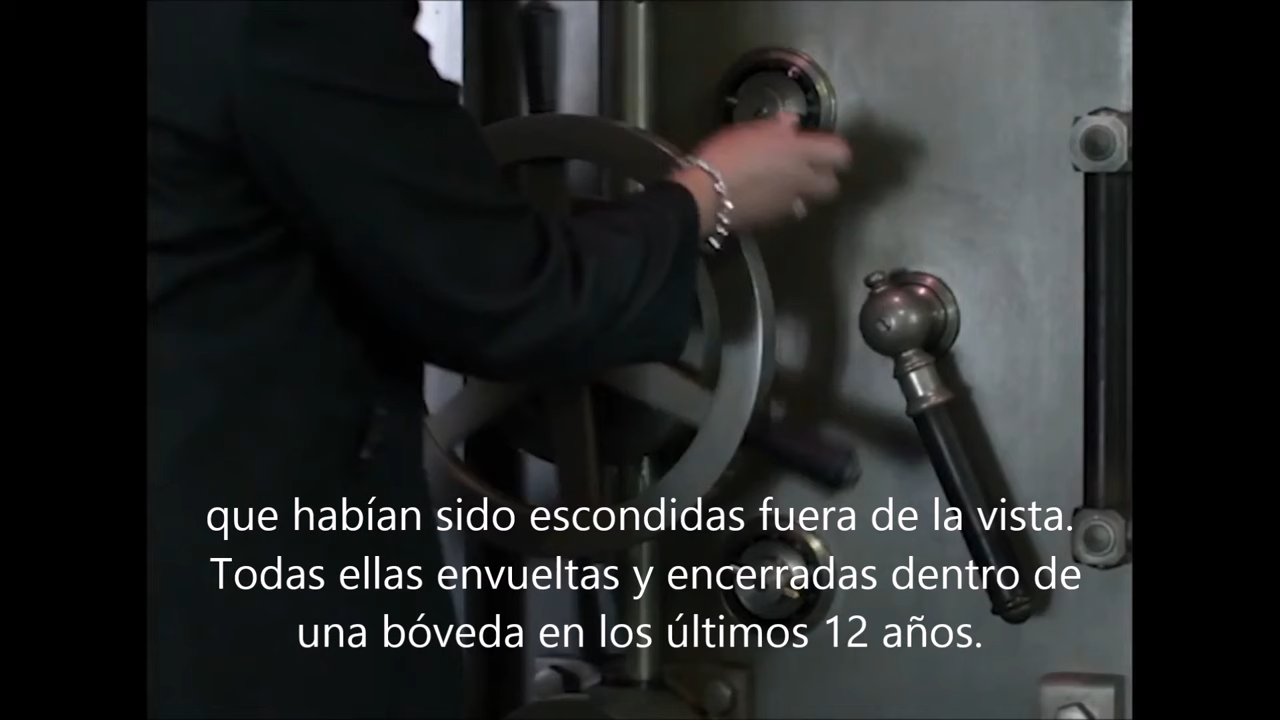 que habían sido escondidas fuera de la vista.
Todas ellas envueltas y encerradas dentro de
una bóveda en los últimos 12 años.